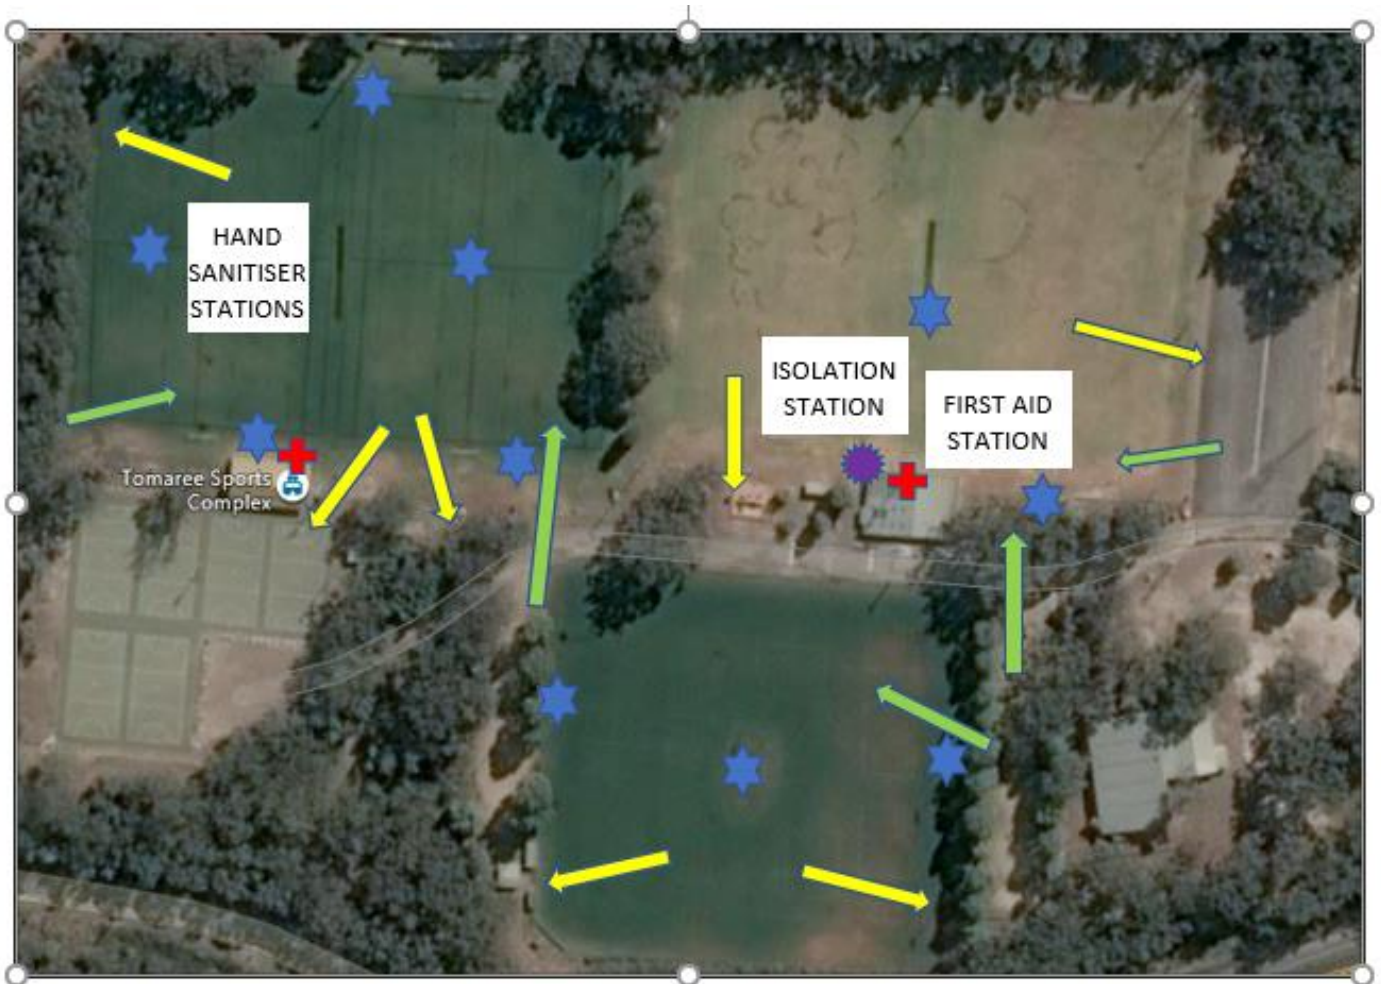 HAND
SANITISER
STATIONS
ISOLATION
STATION
FIRST AID
STATION
Tomaree Sports
Complex